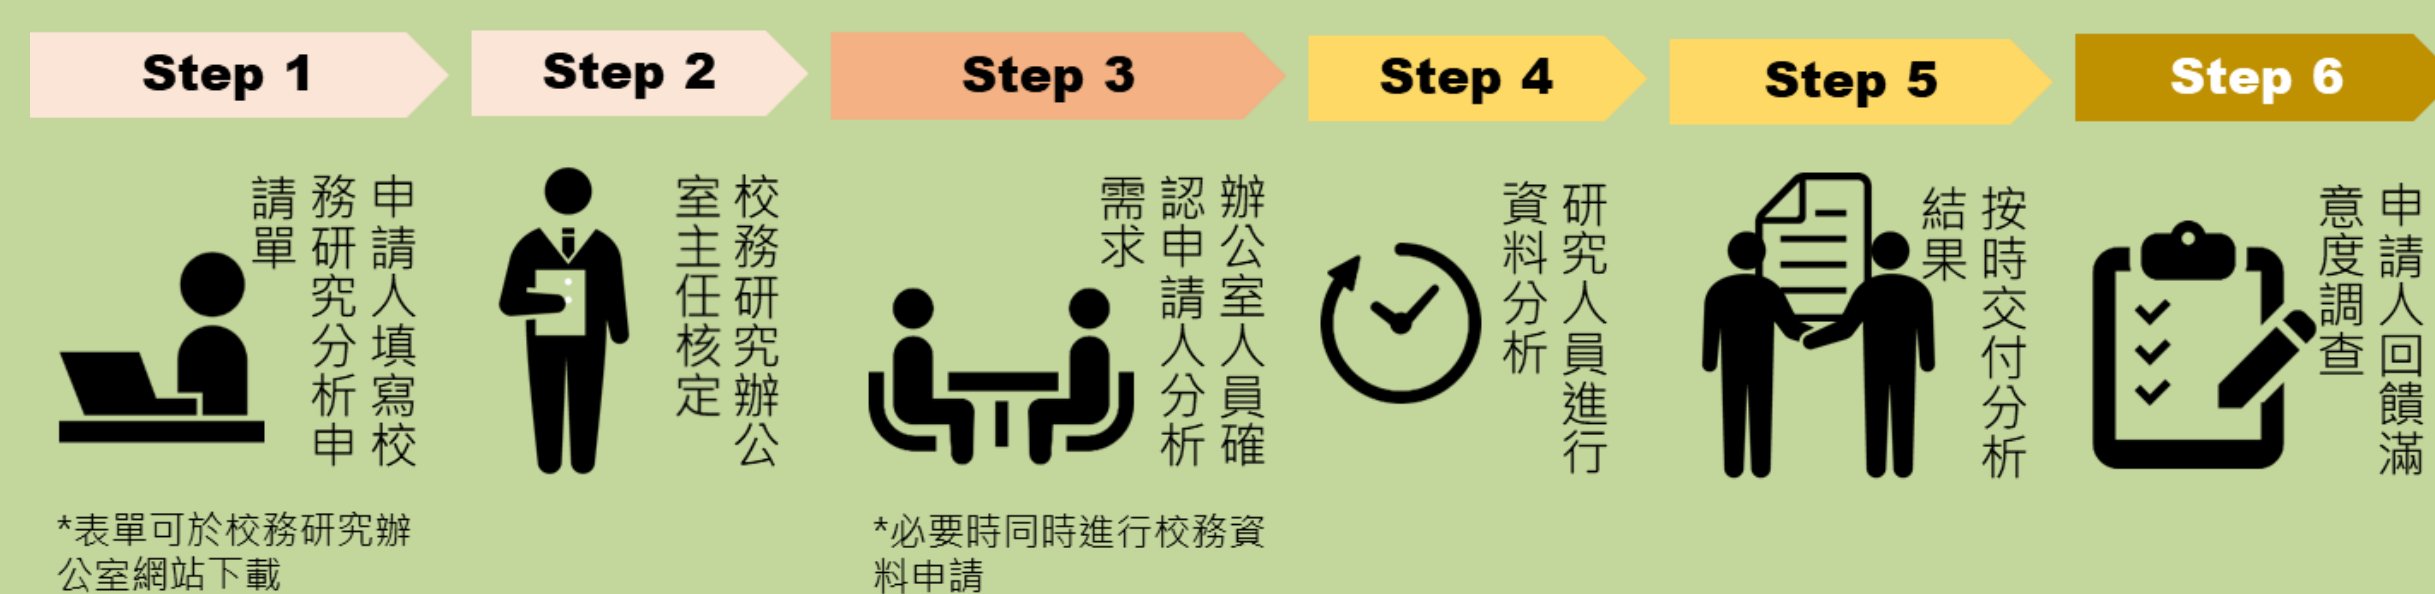 Step 1
申請人填寫校
務研究分析申
請單
*表單可於校務研究辦
公室網站下載
Step 2
校務研究辦公
室主任核定
Step 3
辦公室人員確
認申請人分析
需求
*必要時同時進行校務資
料申請
Step 4
研究人員進行
資料分析
Step 5
按時交付分析
結果
Step 6
申請人回饋滿
意度調查